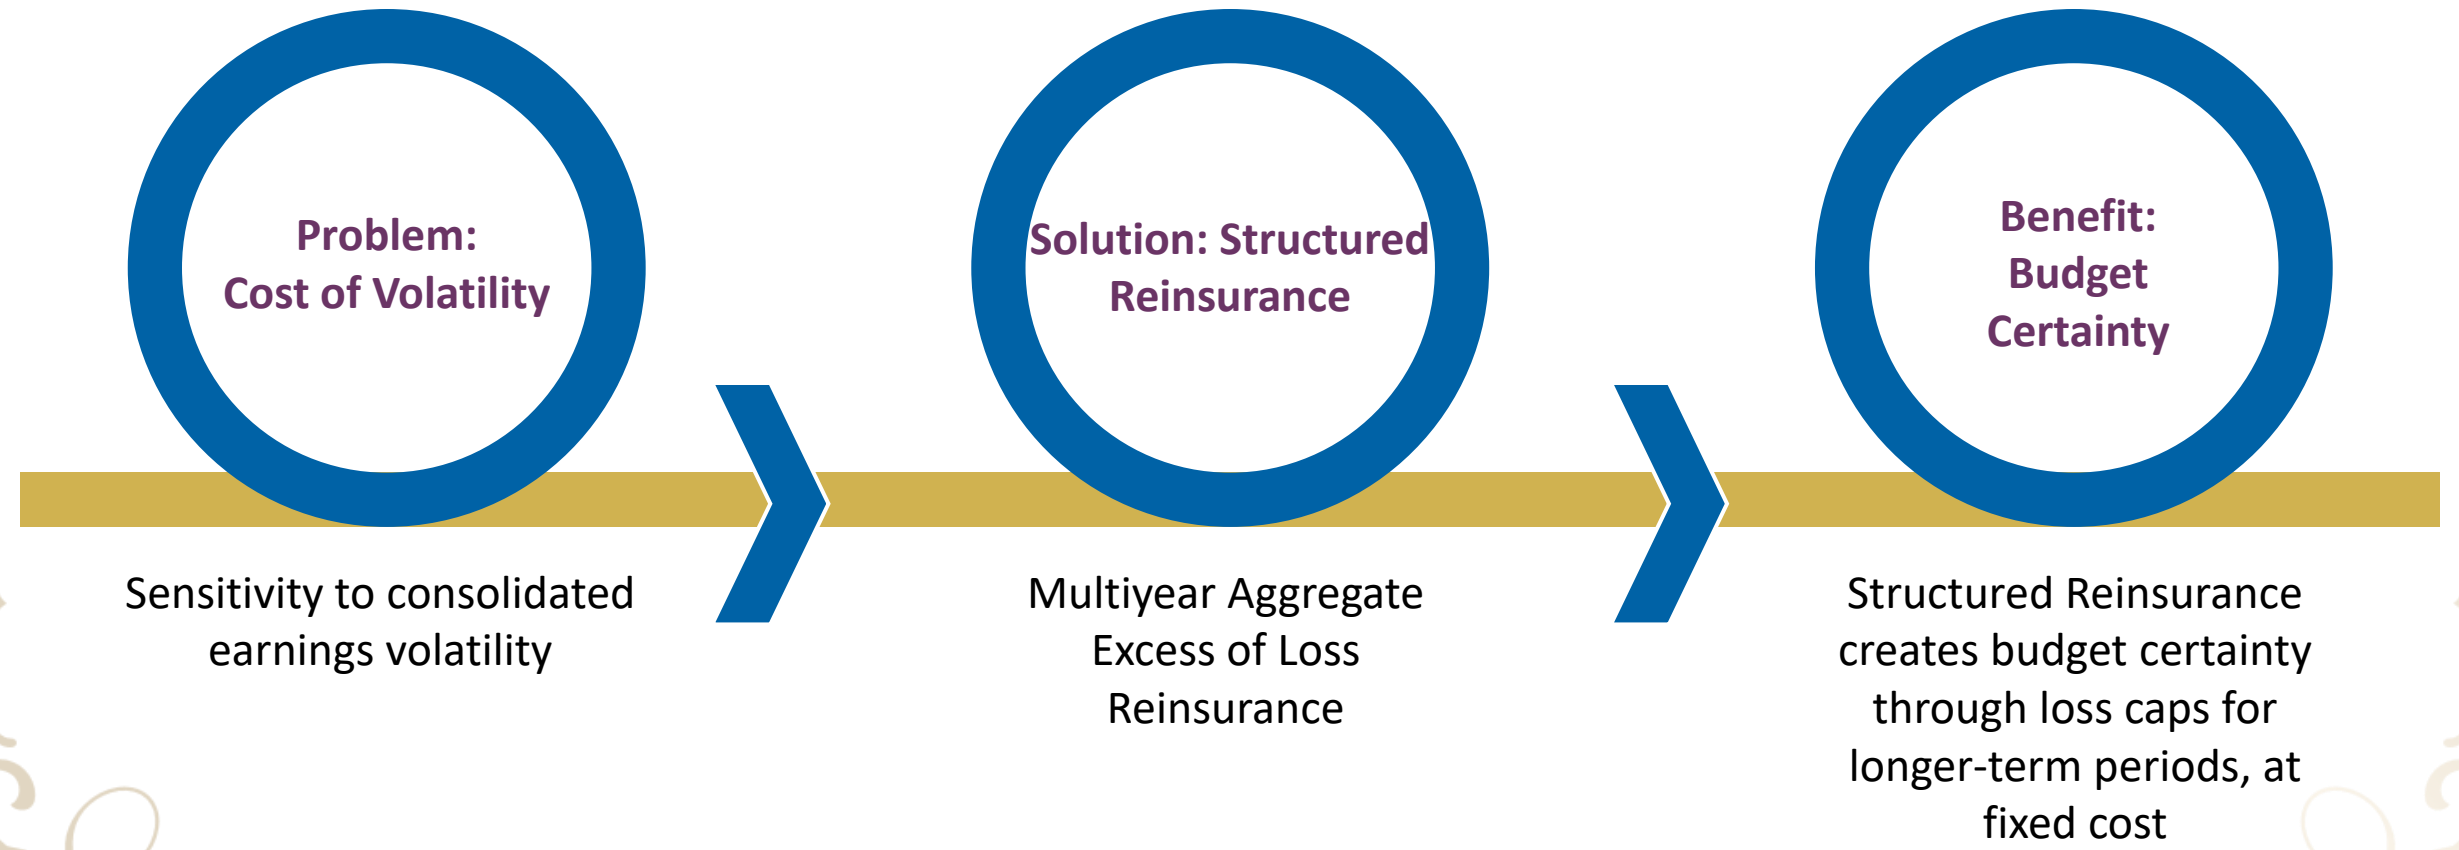 Problem:
Cost of Volatility
Sensitivity to consolidated
earnings volatility
Solution: Structured
Reinsurance
Multiyear Aggregate
Excess of Loss
Reinsurance
Benefit:
Budget
Certainty
Structured Reinsurance
creates budget certainty
through loss caps for
longer-term periods, at
fixed cost